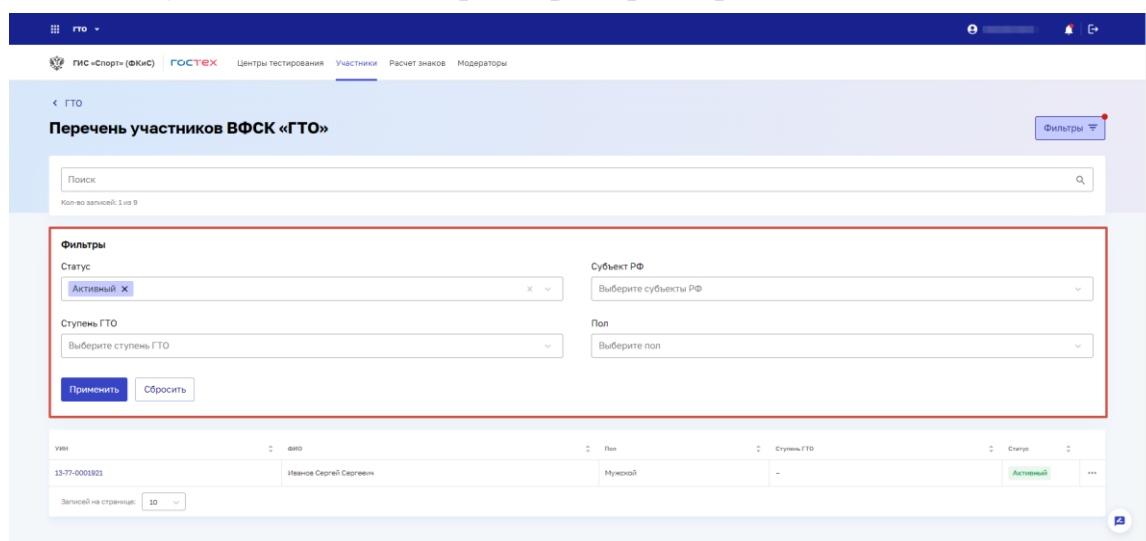 ГТО
ГИС «Спорт» (ФКиС) ГОСТЕХ Центры тестирования Участники Расчет знаков Модераторы
ГТО
Перечень участников ВФСК «ГТО»
Фильтры
Поиск
Кол-во записей: 1 из 9
Фильтры
Статус Субъект РФ
Активный Выберите субъекты РФ
Ступень ГТО Пол
Выберите ступень ГТО Выберите пол
Применить Сбросить
УИН ФИО Пол Ступень ГТО Статус
13-77-0001921 Иванов Сергей Сергеевич Мужской – Активный
Записей на странице: 10